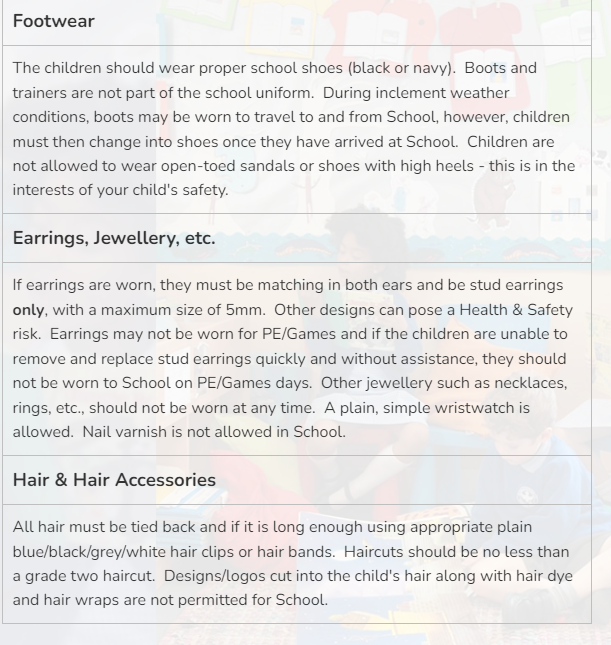 Footwear
The children should wear proper school shoes (black or navy).  Boots and
trainers are not part of the school uniform.  During inclement weather
conditions, boots may be worn to travel to and from School, however, children
must then change into shoes once they have arrived at School.  Children are
not allowed to wear open-toed sandals or shoes with high heels - this is in the
interests of your child's safety.
Earrings, Jewellery, etc.
If earrings are worn, they must be matching in both ears and be stud earrings
only, with a maximum size of 5mm.  Other designs can pose a Health & Safety
risk.  Earrings may not be worn for PE/Games and if the children are unable to
remove and replace stud earrings quickly and without assistance, they should
not be worn to School on PE/Games days.  Other jewellery such as necklaces,
rings, etc., should not be worn at any time.  A plain, simple wristwatch is
allowed.  Nail varnish is not allowed in School.
Hair & Hair Accessories
All hair must be tied back and if it is long enough using appropriate plain
blue/black/grey/white hair clips or hair bands.  Haircuts should be no less than
a grade two haircut.  Designs/logos cut into the child's hair along with hair dye
and hair wraps are not permitted for School.